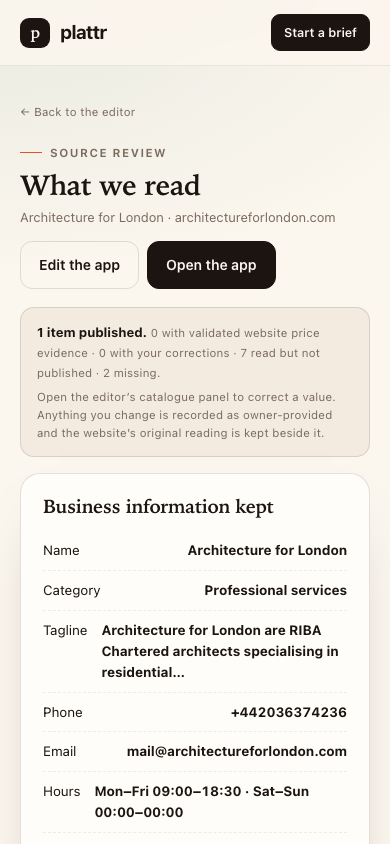 p plattr
Start a brief
← Back to the editor
SOURCE REVIEW
What we read
Architecture for London · architectureforlondon.com
Edit the app
Open the app
1 item published. 0 with validated website price
evidence · 0 with your corrections · 7 read but not
published · 2 missing.
Open the editor's catalogue panel to correct a value.
Anything you change is recorded as owner-provided
and the website's original reading is kept beside it.
Business information kept
Name Architecture for London
Category Professional services
Tagline Architecture for London are RIBA
Chartered architects specialising in
residential…
Phone +442036374236
Email mail@architectureforlondon.com
Hours Mon–Fri 09:00–18:30 · Sat–Sun
00:00–00:00